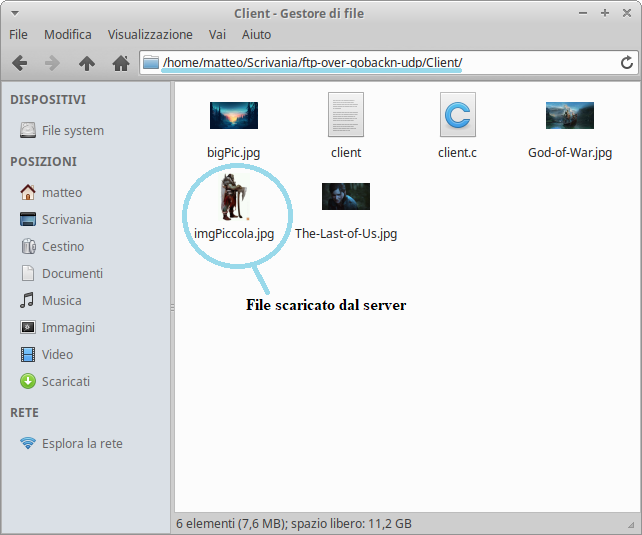 Client - Gestore di file
File Modifica Visualizzazione Vai Aiuto
/home/matteo/Scrivania/ftp-over-gobackn-udp/Client/
DISPOSITIVI
File system
POSIZIONI
matteo
Scrivania
Cestino
Documenti
Musica
Immagini
Video
Scaricati
RETE
Esplora la rete
bigPic.jpg client client.c God-of-War.jpg
imgPiccola.jpg The-Last-of-Us.jpg
File scaricato dal server
6 elementi (7,6 MB); spazio libero: 11,2 GB